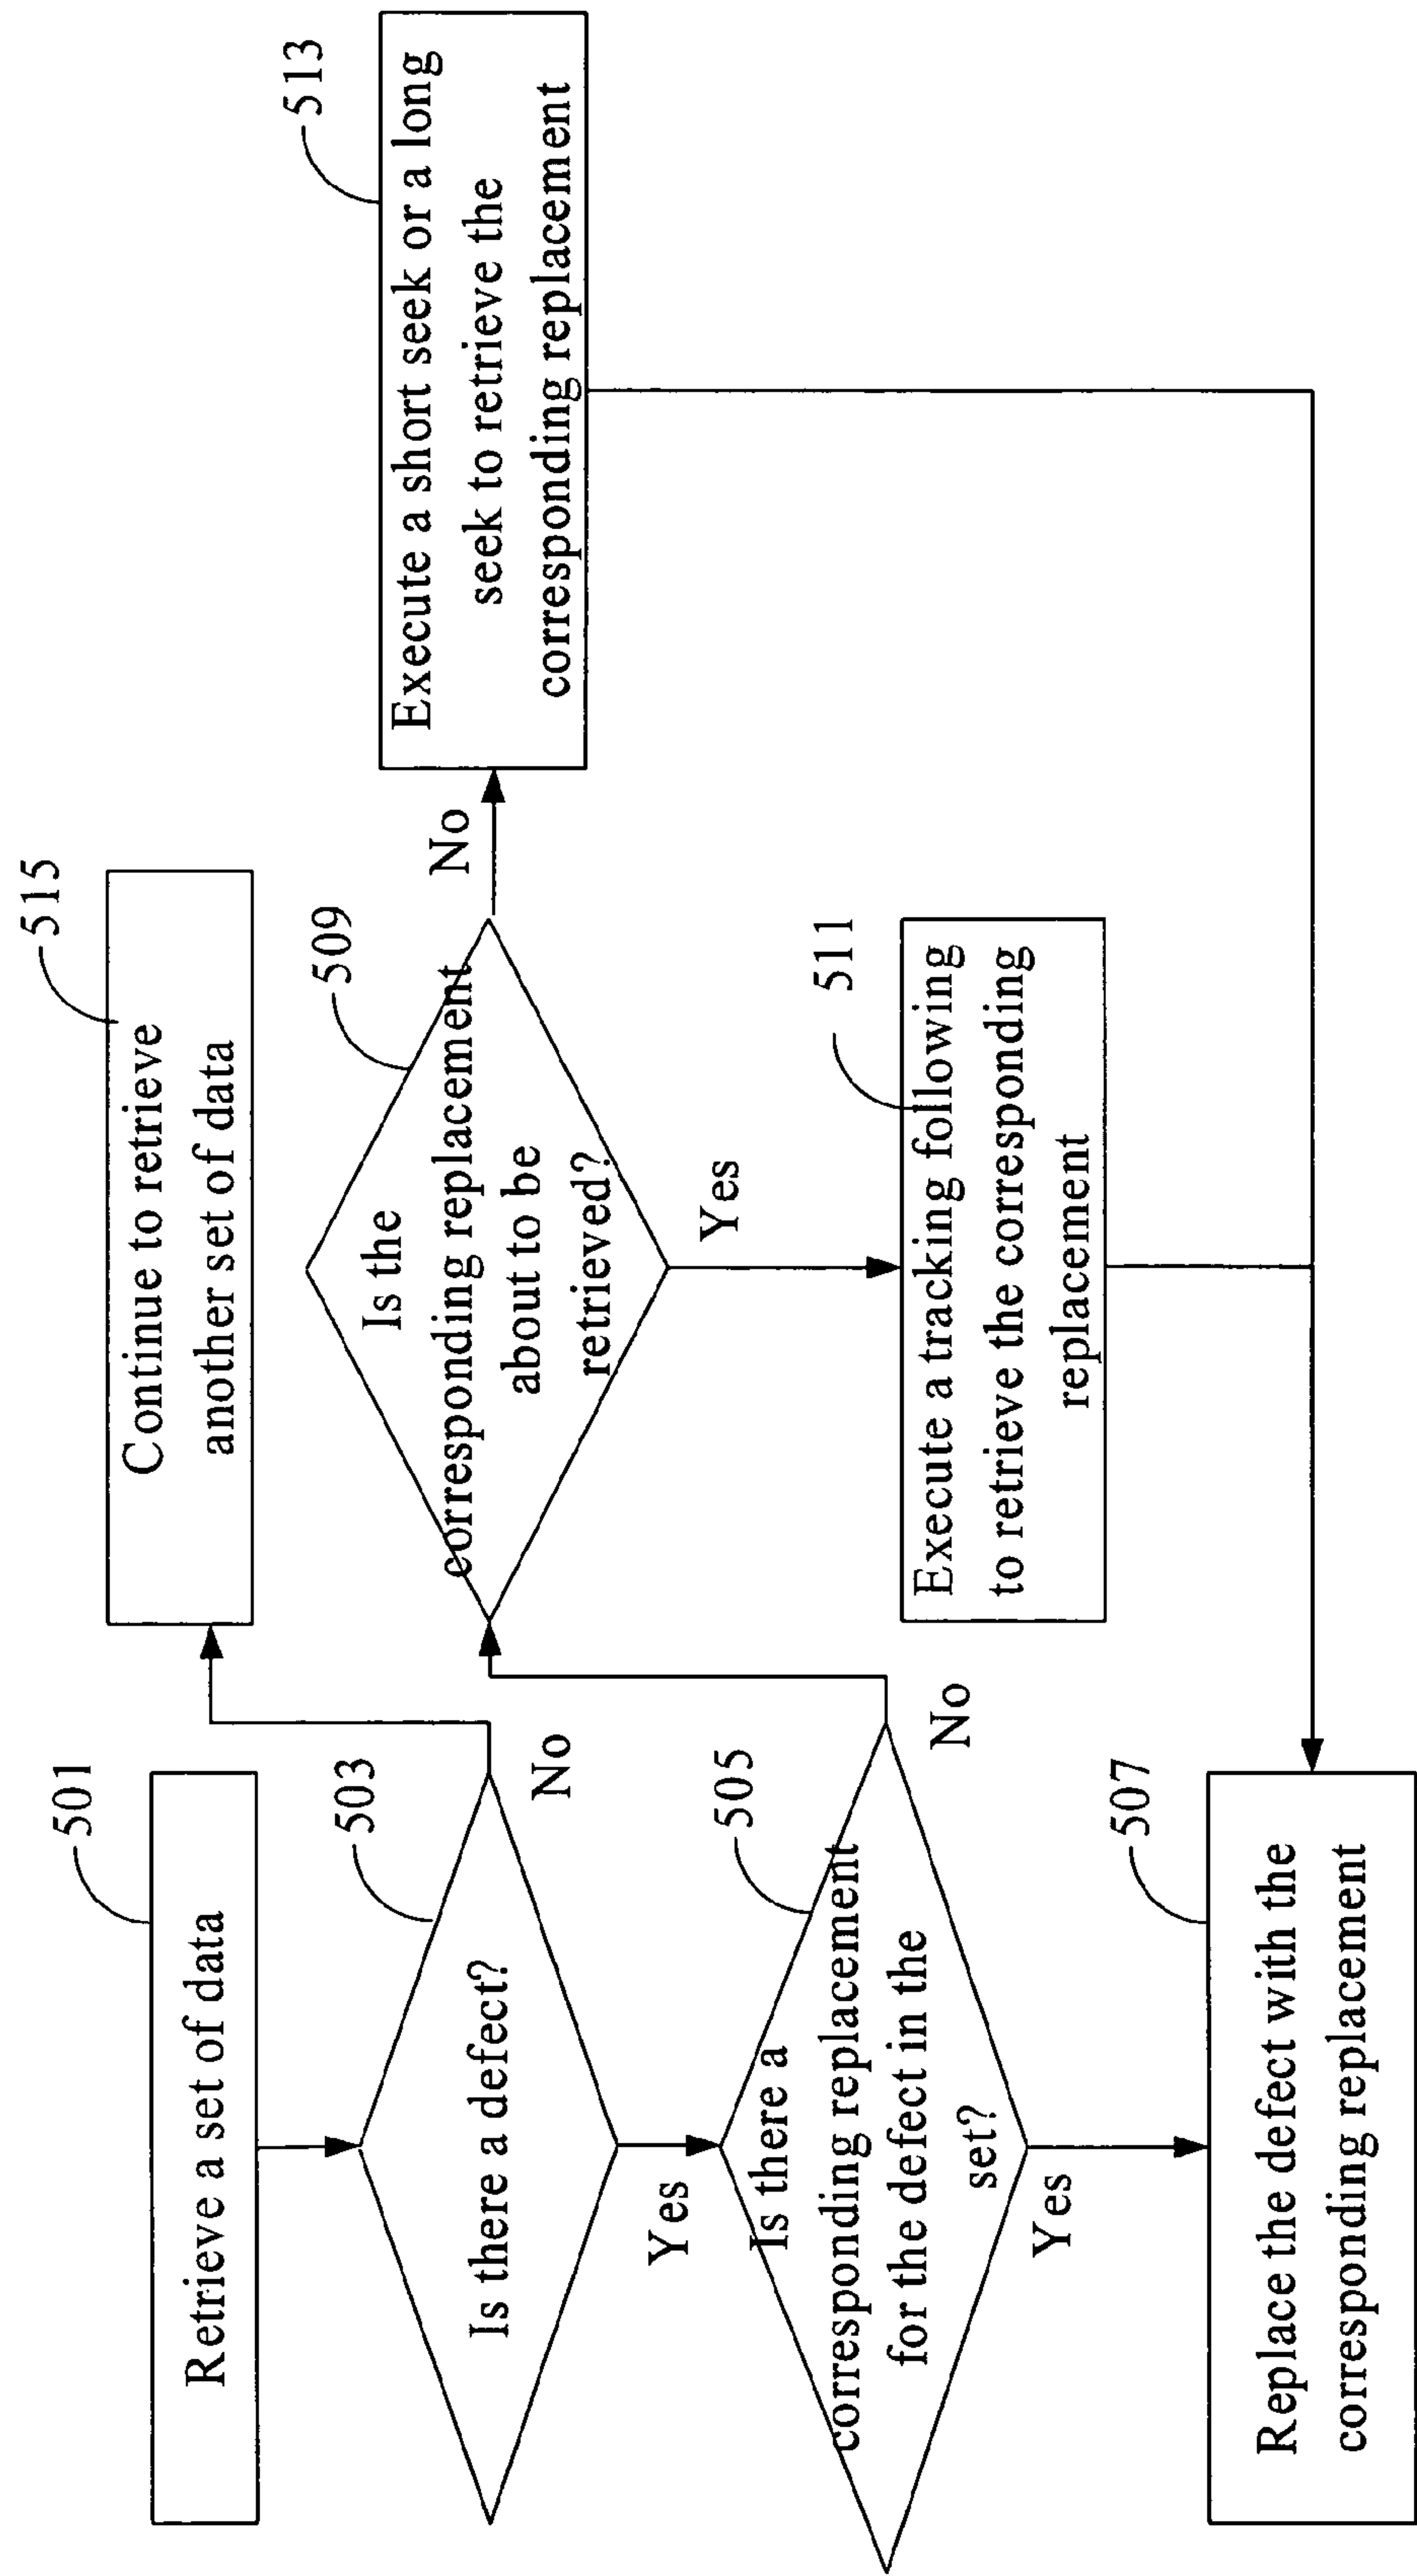 501
Retrieve a set of data
503
Is there a defect?
No
Yes
505
Is there a
corresponding replacement
for the defect in the
set?
No
Yes
507
Replace the defect with the
corresponding replacement
515
Continue to retrieve
another set of data
509
Is the
corresponding replacement
about to be
retrieved?
No
Yes
511
Execute a tracking following
to retrieve the corresponding
replacement
513
Execute a short seek or a long
seek to retrieve the
corresponding replacement